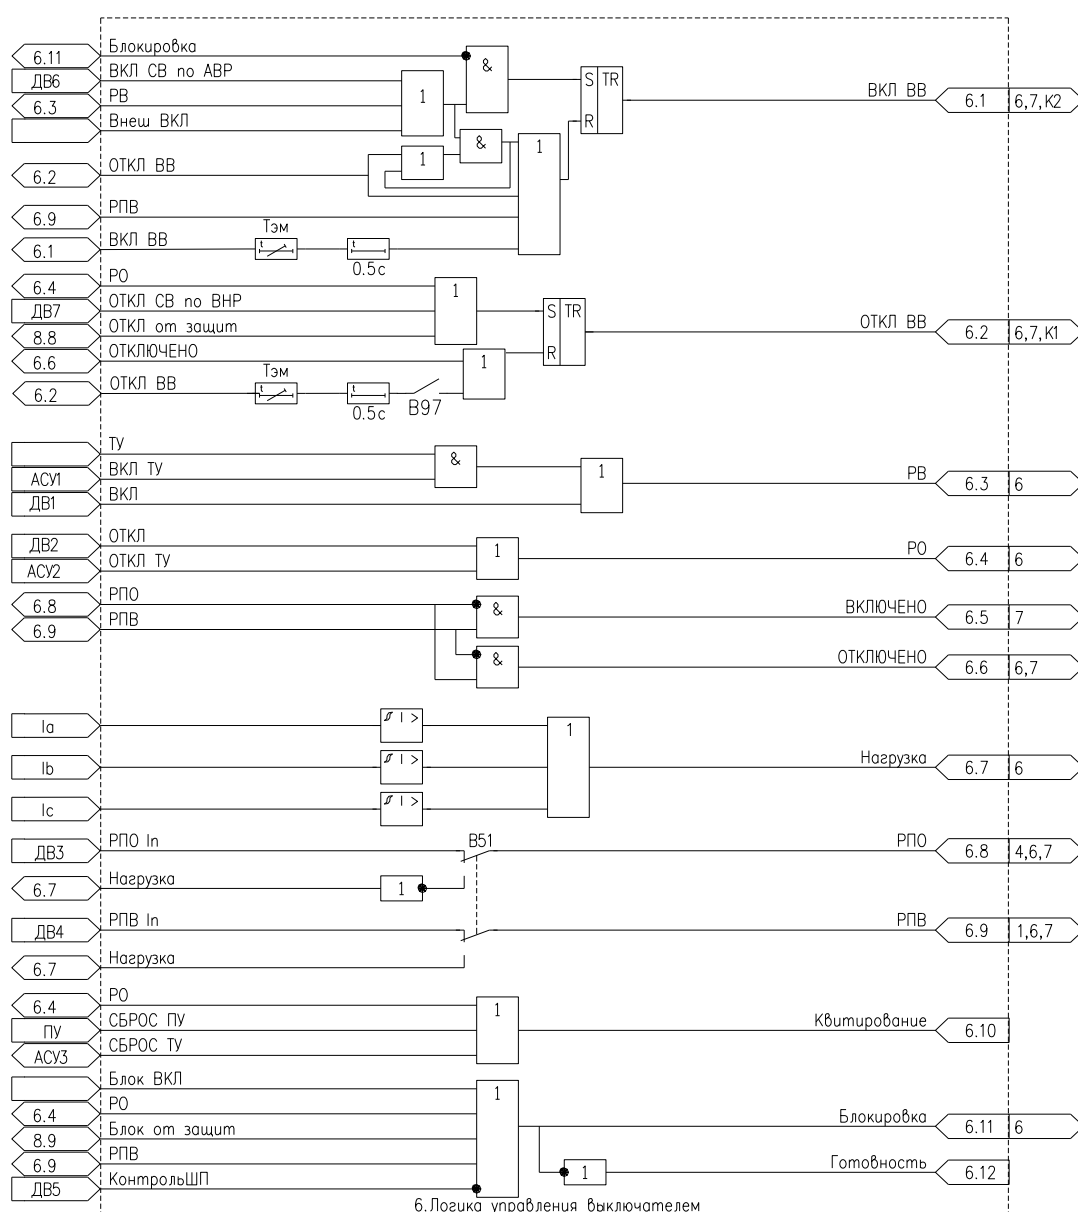 6.11 Блокировка & S TR ВКЛ ВВ 6.1 6,7,К2
ДВ6 ВКЛ СВ по АВР 1
6.3 РВ
Внеш ВКЛ R
& 1
6.2 ОТКЛ ВВ 1
6.9 РПВ
6.1 ВКЛ ВВ Тэм t t 0.5с
6.4 РО 1
ДВ7 ОТКЛ СВ по ВНР S TR ОТКЛ ВВ 6.2 6,7,К1
8.8 ОТКЛ от защит
6.6 ОТКЛЮЧЕНО 1 R
6.2 ОТКЛ ВВ Тэм t t 0.5с В97
ТУ &
АСУ1 ВКЛ ТУ 1 РВ 6.3 6
ДВ1 ВКЛ
ДВ2 ОТКЛ 1 РО 6.4 6
АСУ2 ОТКЛ ТУ
6.8 РПО & ВКЛЮЧЕНО 6.5 7
6.9 РПВ
& ОТКЛЮЧЕНО 6.6 6,7
Ia I > 1
Ib I > Нагрузка 6.7 6
Ic I >
ДВ3 РПО In В51 РПО 6.8 4,6,7
6.7 Нагрузка 1
ДВ4 РПВ In РПВ 6.9 1,6,7
6.7 Нагрузка
6.4 РО 1
ПУ СБРОС ПУ Квитирование 6.10
АСУ3 СБРОС ТУ
Блок ВКЛ 1
6.4 РО Блокировка 6.11 6
8.9 Блок от защит
6.9 РПВ 1 Готовность 6.12
ДВ5 КонтрольШП
6.Логика управления выключателем